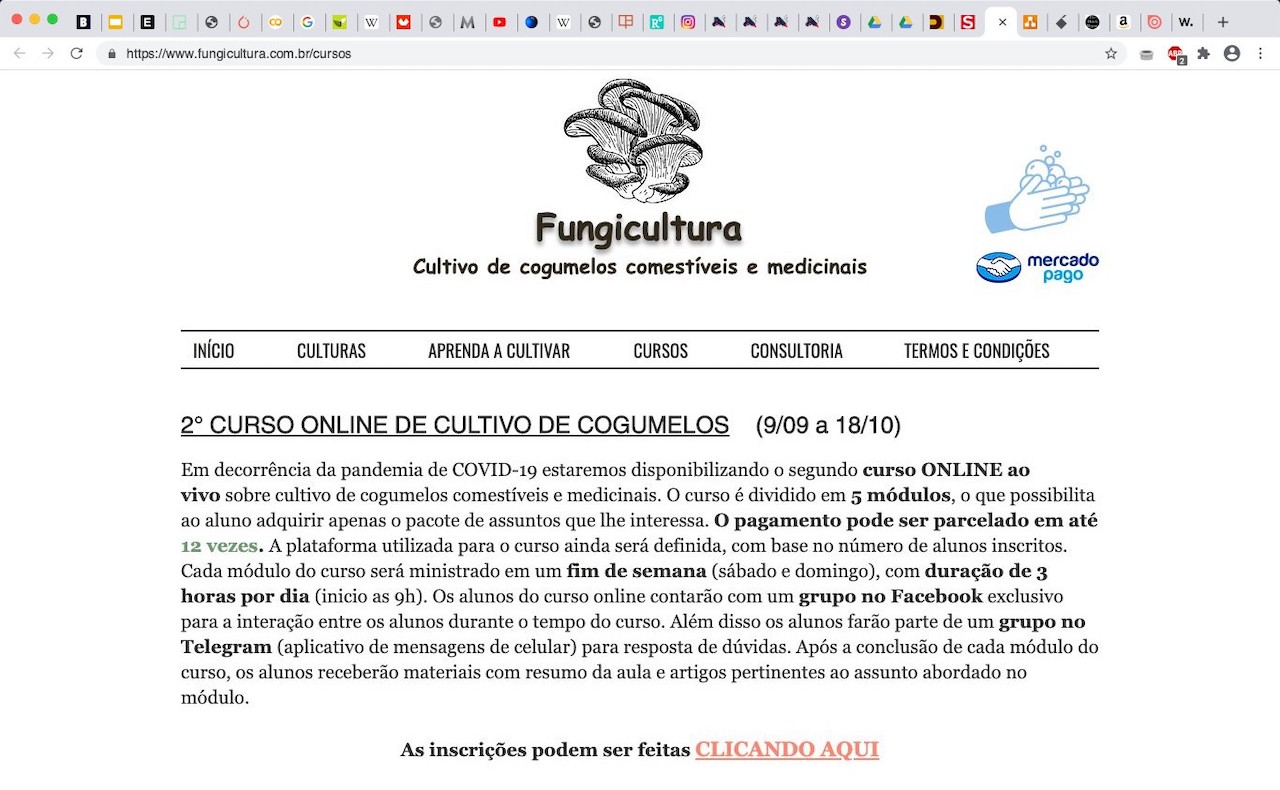 https://www.fungicultura.com.br/cursos
ABP
2
Fungicultura
Cultivo de cogumelos comestíveis e medicinais
mercado
pago
INÍCIO CULTURAS APRENDA A CULTIVAR CURSOS CONSULTORIA TERMOS E CONDIÇÕES
2° CURSO ONLINE DE CULTIVO DE COGUMELOS (9/09 a 18/10)
Em decorrência da pandemia de COVID-19 estaremos disponibilizando o segundo curso ONLINE ao
vivo sobre cultivo de cogumelos comestíveis e medicinais. O curso é dividido em 5 módulos, o que possibilita
ao aluno adquirir apenas o pacote de assuntos que lhe interessa. O pagamento pode ser parcelado em até
12 vezes. A plataforma utilizada para o curso ainda será definida, com base no número de alunos inscritos.
Cada módulo do curso será ministrado em um fim de semana (sábado e domingo), com duração de 3
horas por dia (inicio as 9h). Os alunos do curso online contarão com um grupo no Facebook exclusivo
para a interação entre os alunos durante o tempo do curso. Além disso os alunos farão parte de um grupo no
Telegram (aplicativo de mensagens de celular) para resposta de dúvidas. Após a conclusão de cada módulo do
curso, os alunos receberão materiais com resumo da aula e artigos pertinentes ao assunto abordado no
módulo.
As inscrições podem ser feitas CLICANDO AQUI